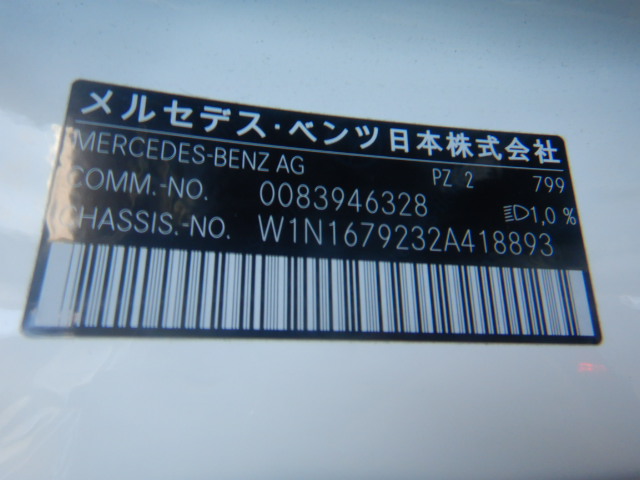 メルセデス・ベンツ日本株式会社
MERCEDES-BENZ AG PZ 2 799
COMM.-NO. 0083946328 1,0 %
CHASSIS.-NO. W1N1679232A418893